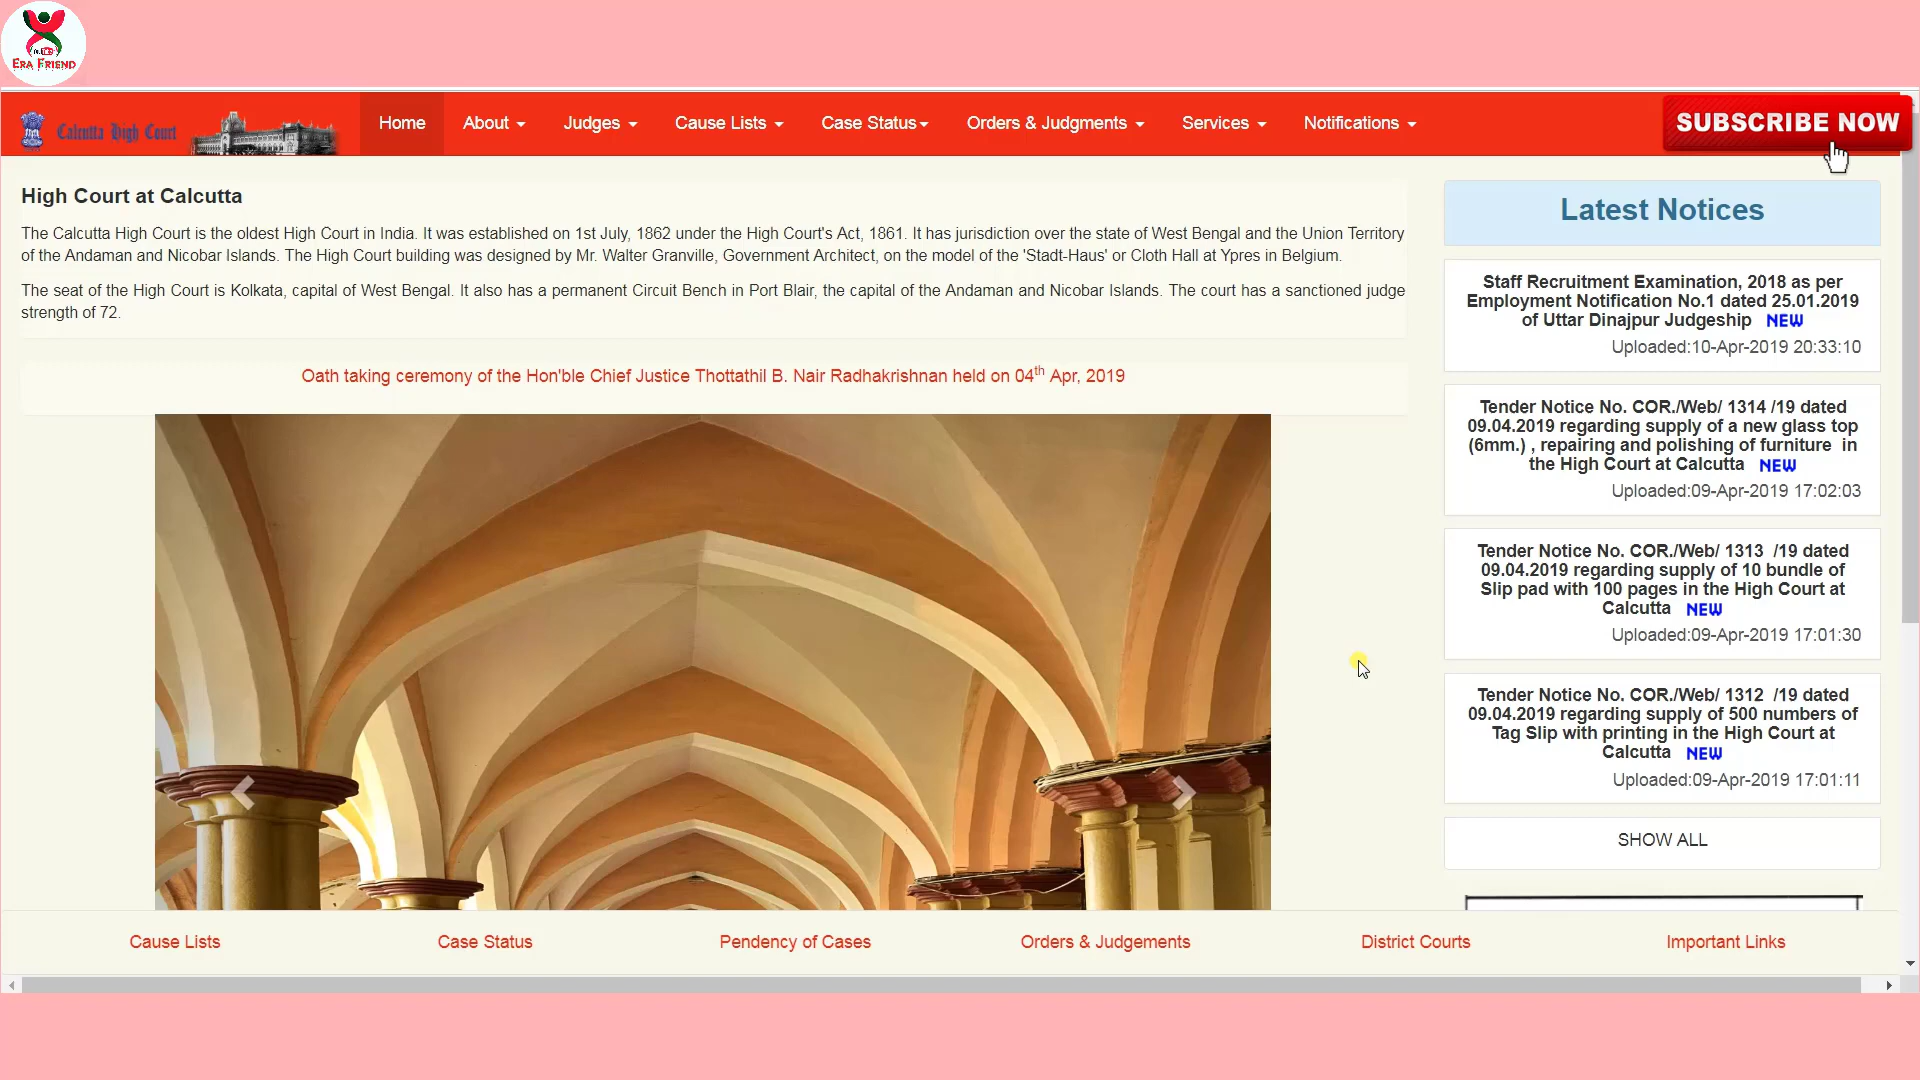 ERA FRIEND
Calcutta High Court
Home
About
Judges
Cause Lists
Case Status
Orders & Judgments
Services
Notifications
SUBSCRIBE NOW
High Court at Calcutta
The Calcutta High Court is the oldest High Court in India. It was established on 1st July, 1862 under the High Court's Act, 1861. It has jurisdiction over the state of West Bengal and the Union Territory
of the Andaman and Nicobar Islands. The High Court building was designed by Mr. Walter Granville, Government Architect, on the model of the 'Stadt-Haus' or Cloth Hall at Ypres in Belgium.
The seat of the High Court is Kolkata, capital of West Bengal. It also has a permanent Circuit Bench in Port Blair, the capital of the Andaman and Nicobar Islands. The court has a sanctioned judge
strength of 72.
Oath taking ceremony of the Hon'ble Chief Justice Thottathil B. Nair Radhakrishnan held on 04th Apr, 2019
Latest Notices
Staff Recruitment Examination, 2018 as per
Employment Notification No.1 dated 25.01.2019
of Uttar Dinajpur Judgeship NEW
Uploaded:10-Apr-2019 20:33:10
Tender Notice No. COR./Web/ 1314 /19 dated
09.04.2019 regarding supply of a new glass top
(6mm.) , repairing and polishing of furniture in
the High Court at Calcutta NEW
Uploaded:09-Apr-2019 17:02:03
Tender Notice No. COR./Web/ 1313 /19 dated
09.04.2019 regarding supply of 10 bundle of
Slip pad with 100 pages in the High Court at
Calcutta NEW
Uploaded:09-Apr-2019 17:01:30
Tender Notice No. COR./Web/ 1312 /19 dated
09.04.2019 regarding supply of 500 numbers of
Tag Slip with printing in the High Court at
Calcutta NEW
Uploaded:09-Apr-2019 17:01:11
SHOW ALL
Cause Lists
Case Status
Pendency of Cases
Orders & Judgements
District Courts
Important Links